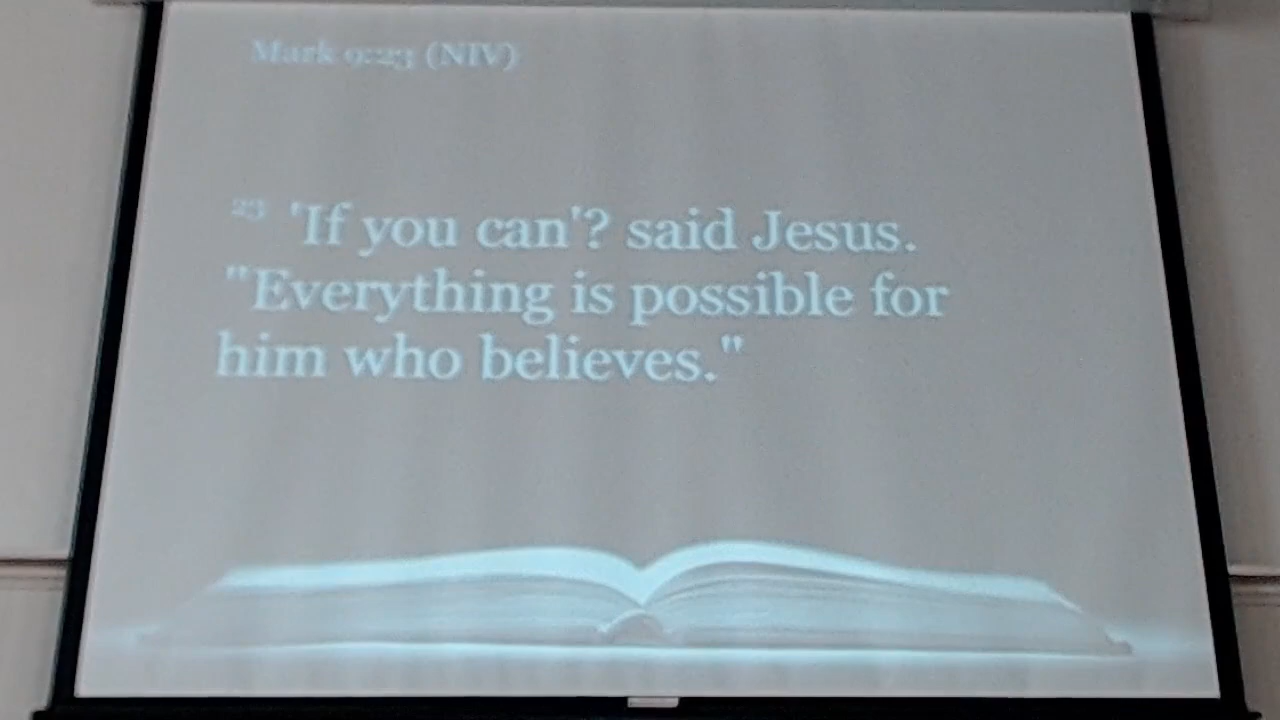 Mark 9:23 (NIV)
23 'If you can'? said Jesus.
"Everything is possible for
him who believes."